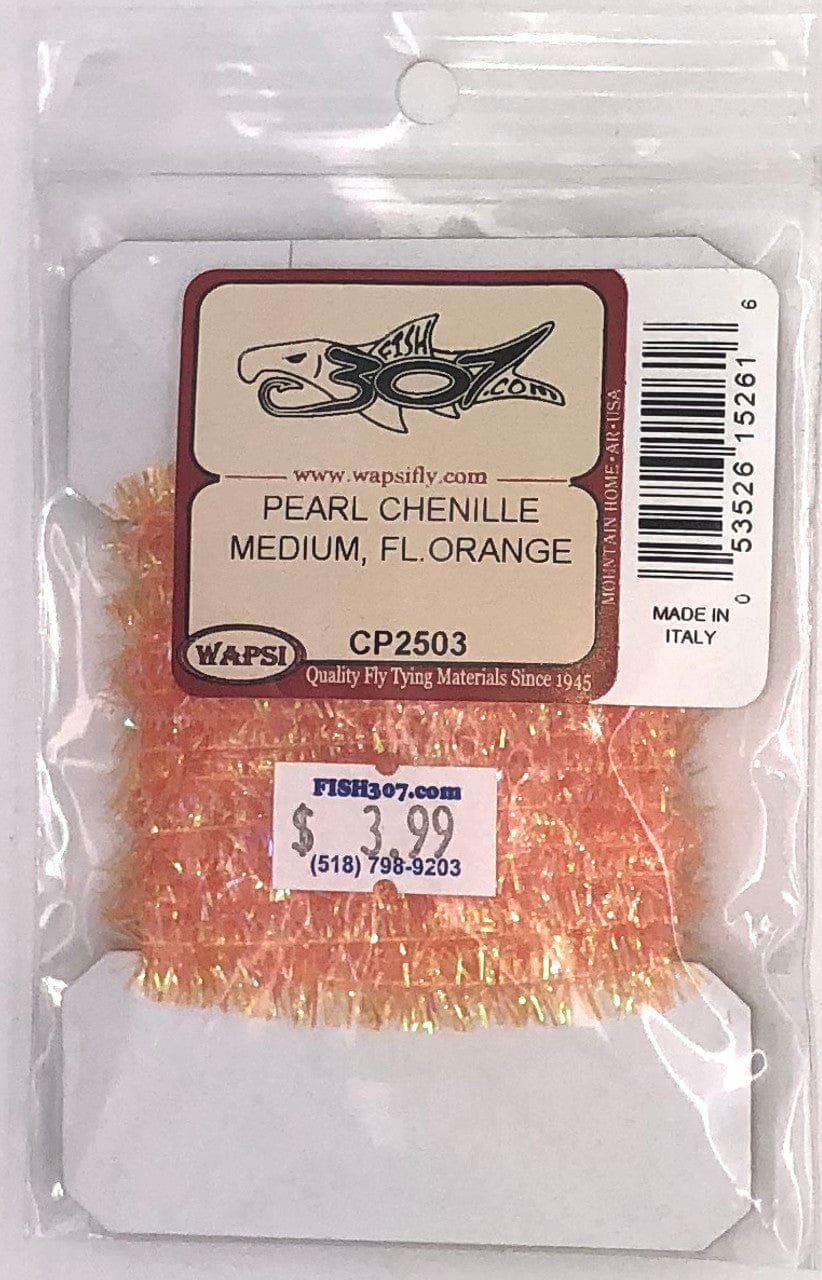 FISH
307
.com
www.wapsifly.com
PEARL CHENILLE
MEDIUM, FL.ORANGE
WAPSI
CP2503
Quality Fly Tying Materials Since 1945
MOUNTAIN HOME • AR • USA
0 53526 15261 6
MADE IN
ITALY
FISH307.com
$ 3.99
(518) 798-9203